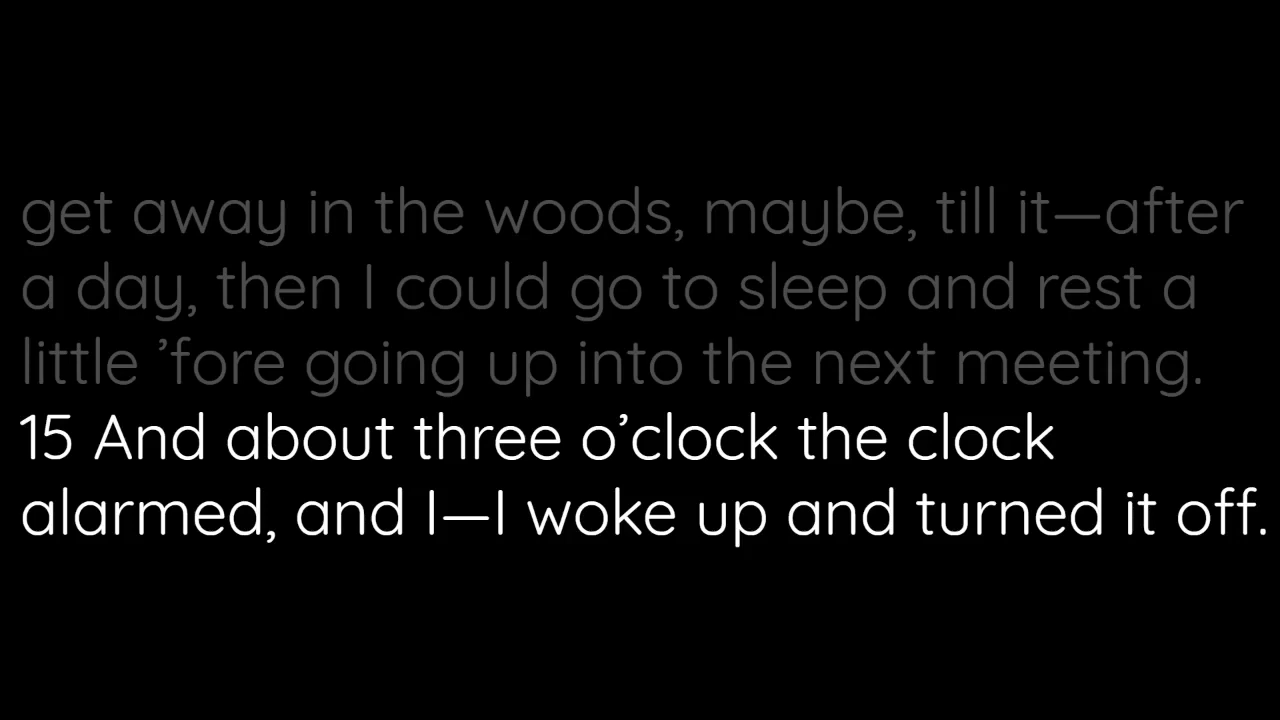 get away in the woods, maybe, till it—after
a day, then I could go to sleep and rest a
little ’fore going up into the next meeting.
15 And about three o’clock the clock
alarmed, and I—I woke up and turned it off.